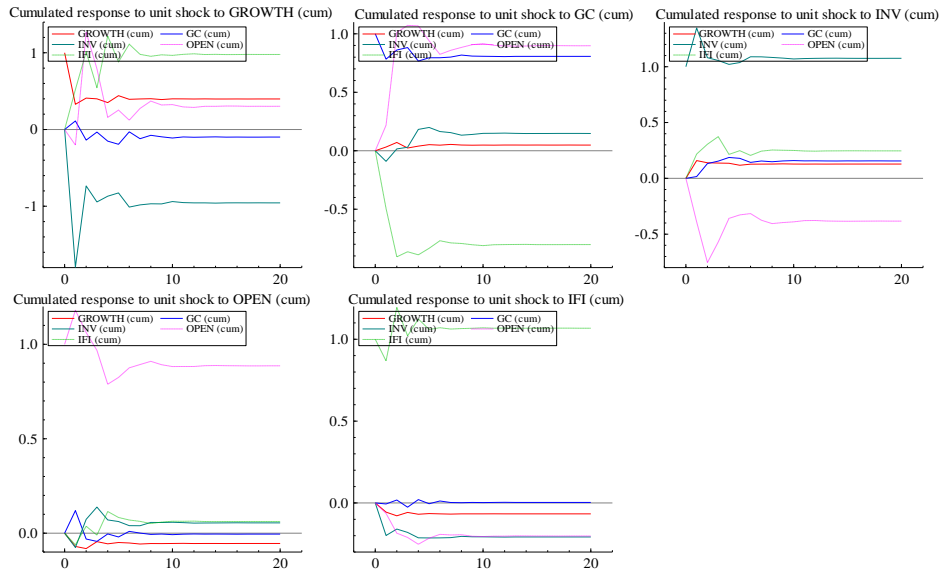 Cumulated response to unit shock to GROWTH (cum)
GROWTH (cum) GC (cum)
INV (cum) OPEN (cum)
IFI (cum)
1
0
-1
0 10 20
Cumulated response to unit shock to GC (cum)
GROWTH (cum) GC (cum)
INV (cum) OPEN (cum)
IFI (cum)
1.0
0.5
0.0
-0.5
0 10 20
Cumulated response to unit shock to INV (cum)
GROWTH (cum) GC (cum)
INV (cum) OPEN (cum)
IFI (cum)
1.0
0.5
0.0
-0.5
0 10 20
Cumulated response to unit shock to OPEN (cum)
GROWTH (cum) GC (cum)
INV (cum) OPEN (cum)
IFI (cum)
1.0
0.5
0.0
0 10 20
Cumulated response to unit shock to IFI (cum)
GROWTH (cum) GC (cum)
INV (cum) OPEN (cum)
IFI (cum)
1.0
0.5
0.0
0 10 20